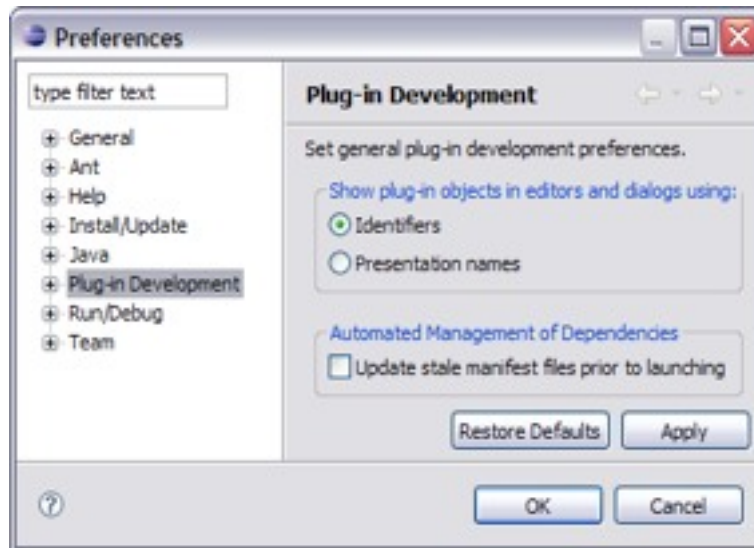 Preferences
type filter text
General
Ant
Help
Install/Update
Java
Plug-in Development
Run/Debug
Team
Plug-in Development
Set general plug-in development preferences.
Show plug-in objects in editors and dialogs using:
Identifiers
Presentation names
Automated Management of Dependencies
Update stale manifest files prior to launching
Restore Defaults
Apply
?
OK
Cancel